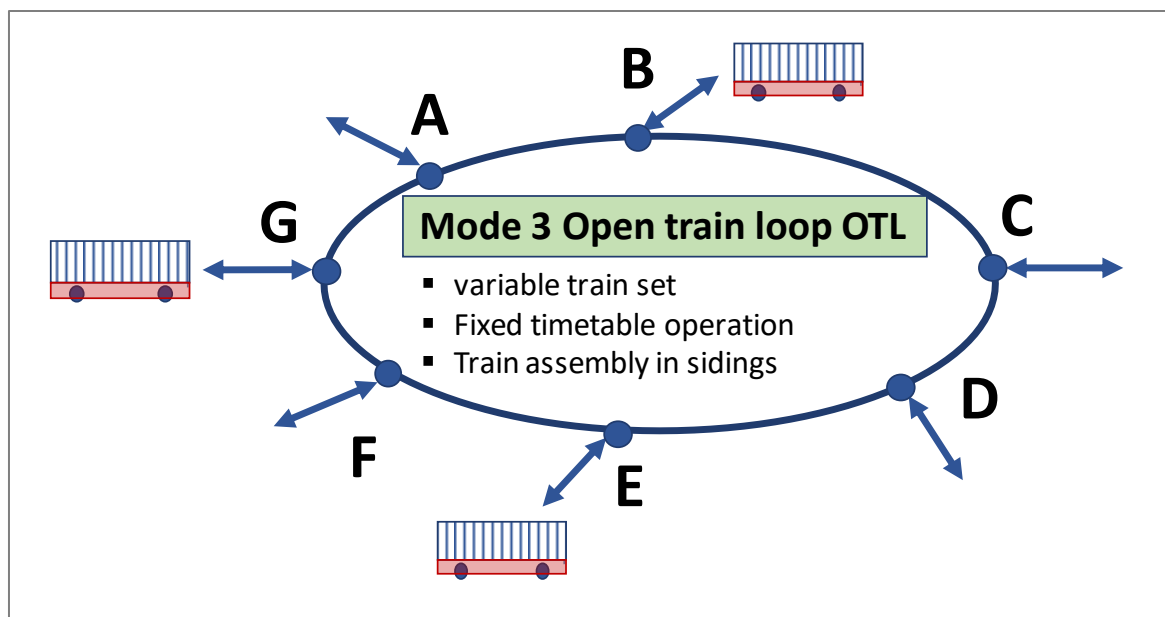 B
A
G
C
Mode 3 Open train loop OTL
▪ variable train set
▪ Fixed timetable operation
▪ Train assembly in sidings
D
F
E